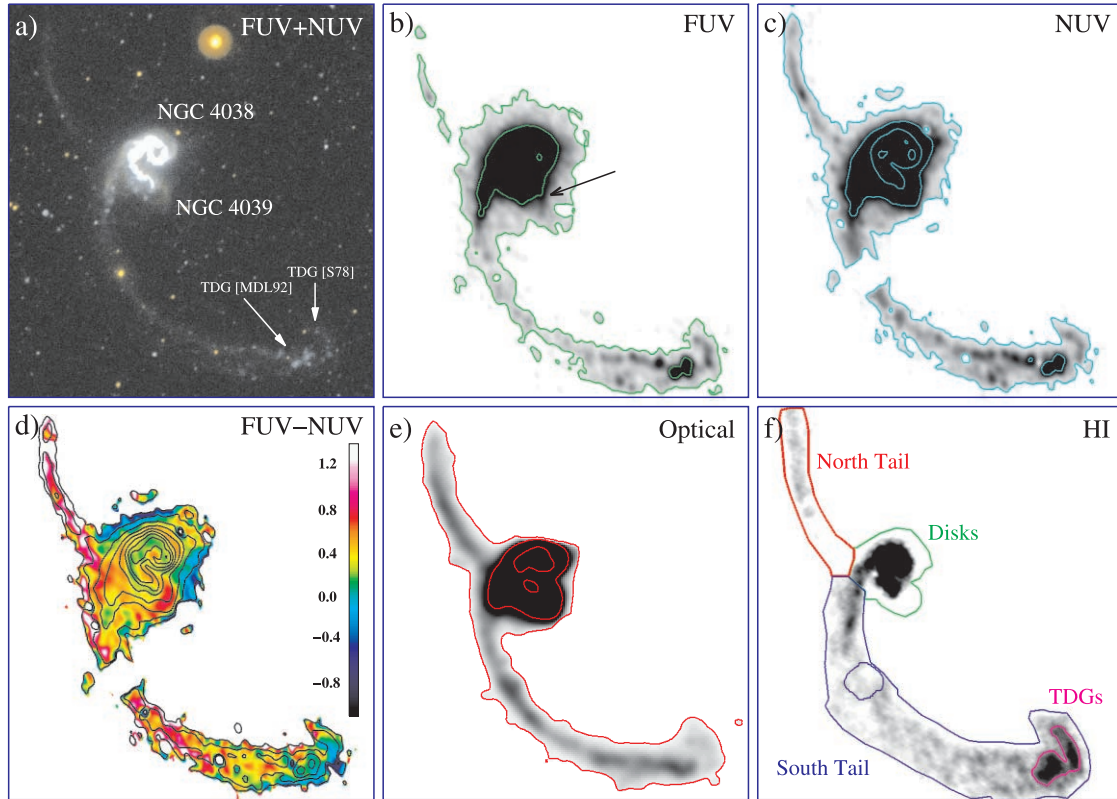 a) FUV+NUV
NGC 4038
NGC 4039
TDG [S78]
TDG [MDL92]
b) FUV
c) NUV
d) FUV−NUV
1.2
0.8
0.4
0.0
−0.4
−0.8
e) Optical
f) HI
North Tail
Disks
TDGs
South Tail